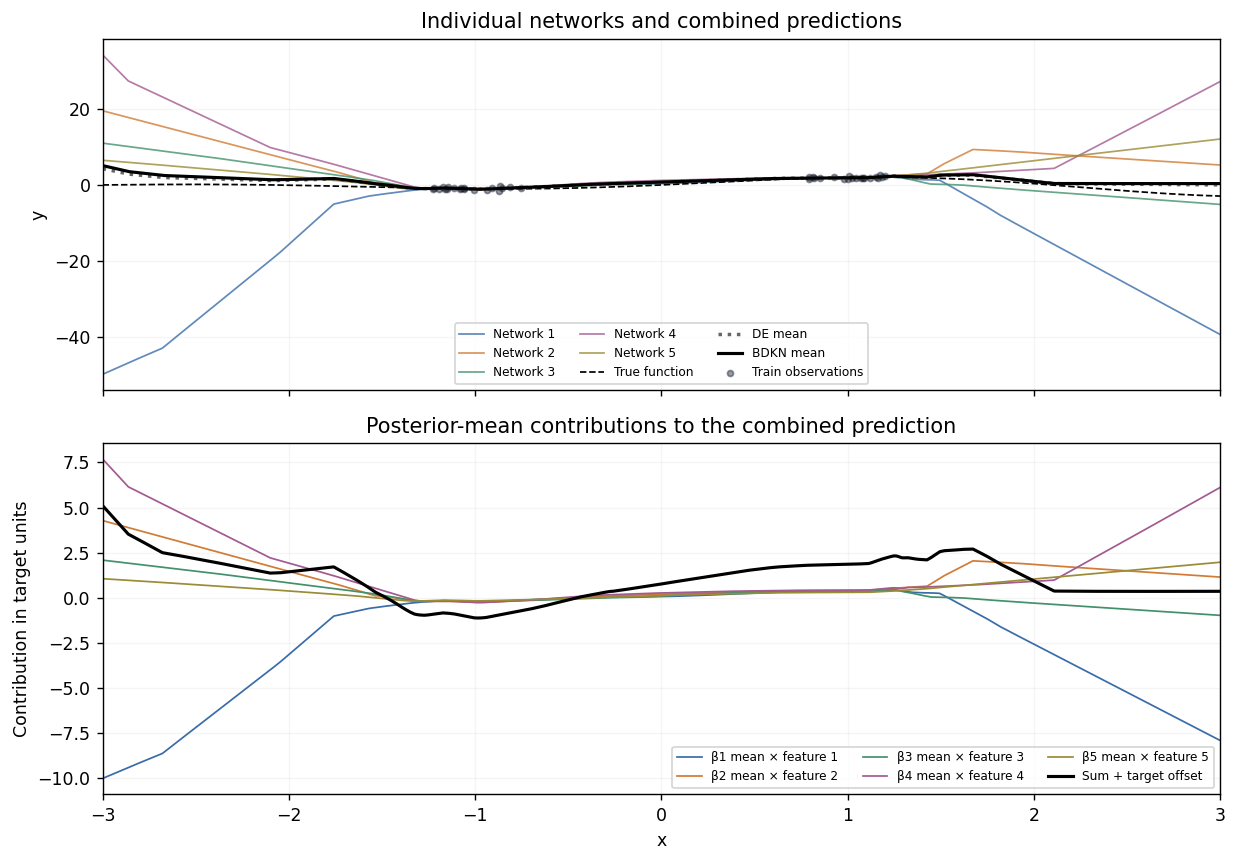 Individual networks and combined predictions
20
0
−20
−40
y
Network 1
Network 2
Network 3
Network 4
Network 5
True function
DE mean
BDKN mean
Train observations
Posterior-mean contributions to the combined prediction
7.5
5.0
2.5
0.0
−2.5
−5.0
−7.5
−10.0
Contribution in target units
β1 mean × feature 1
β2 mean × feature 2
β3 mean × feature 3
β4 mean × feature 4
β5 mean × feature 5
Sum + target offset
−3 −2 −1 0 1 2 3
x